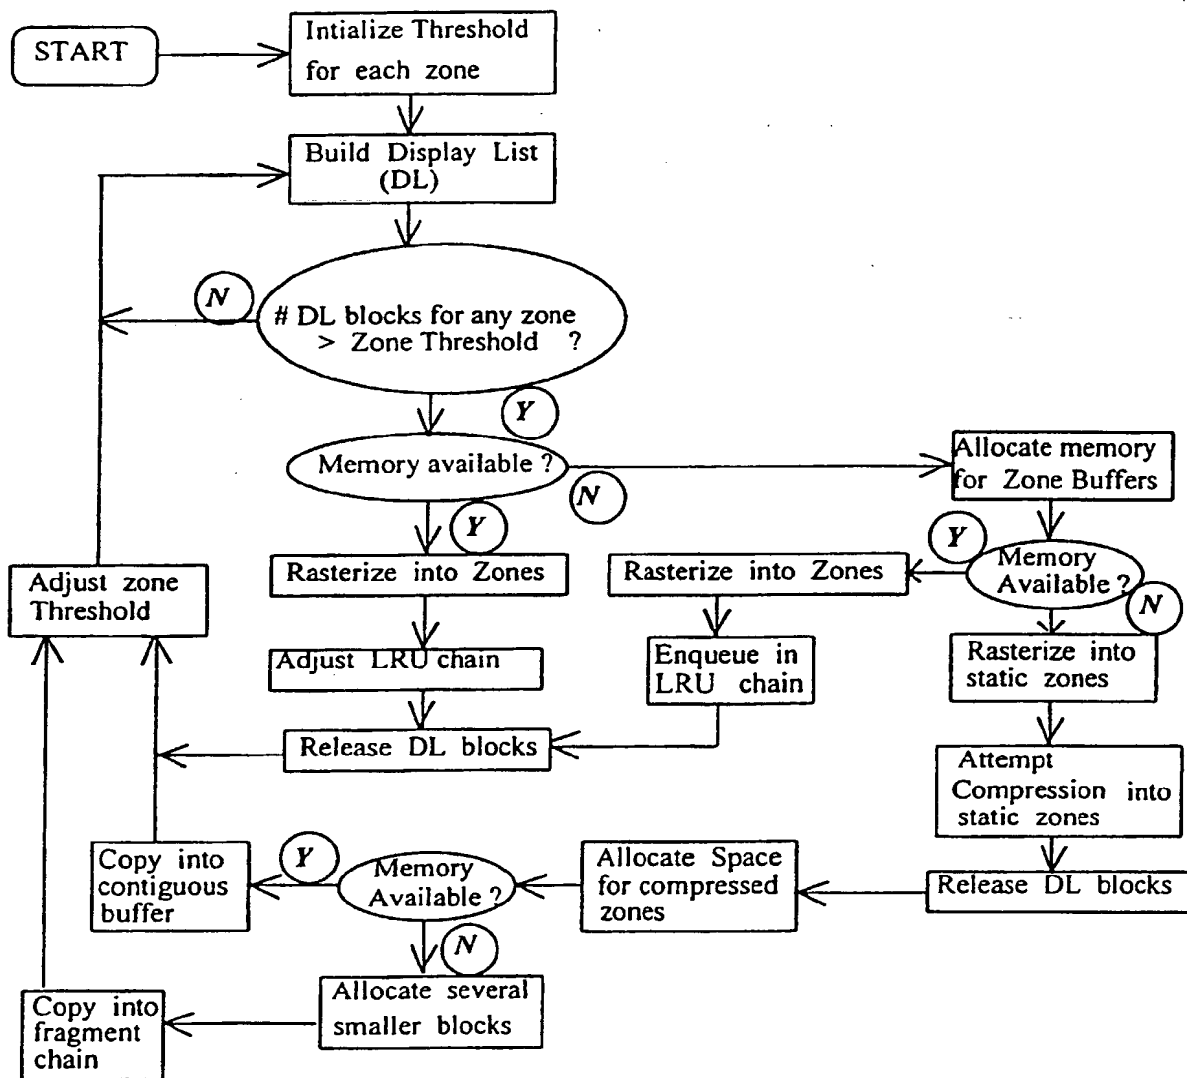 START
Intialize Threshold
for each zone
Build Display List
(DL)
N
# DL blocks for any zone
> Zone Threshold ?
Y
Memory available ?
N
Y
Allocate memory
for Zone Buffers
Y
Memory
Available ?
N
Adjust zone
Threshold
Rasterize into Zones
Rasterize into Zones
Rasterize into
static zones
Adjust LRU chain
Enqueue in
LRU chain
Release DL blocks
Attempt
Compression into
static zones
Copy into
contiguous
buffer
Y
Memory
Available ?
N
Allocate Space
for compressed
zones
Release DL blocks
Copy into
fragment
chain
Allocate several
smaller blocks